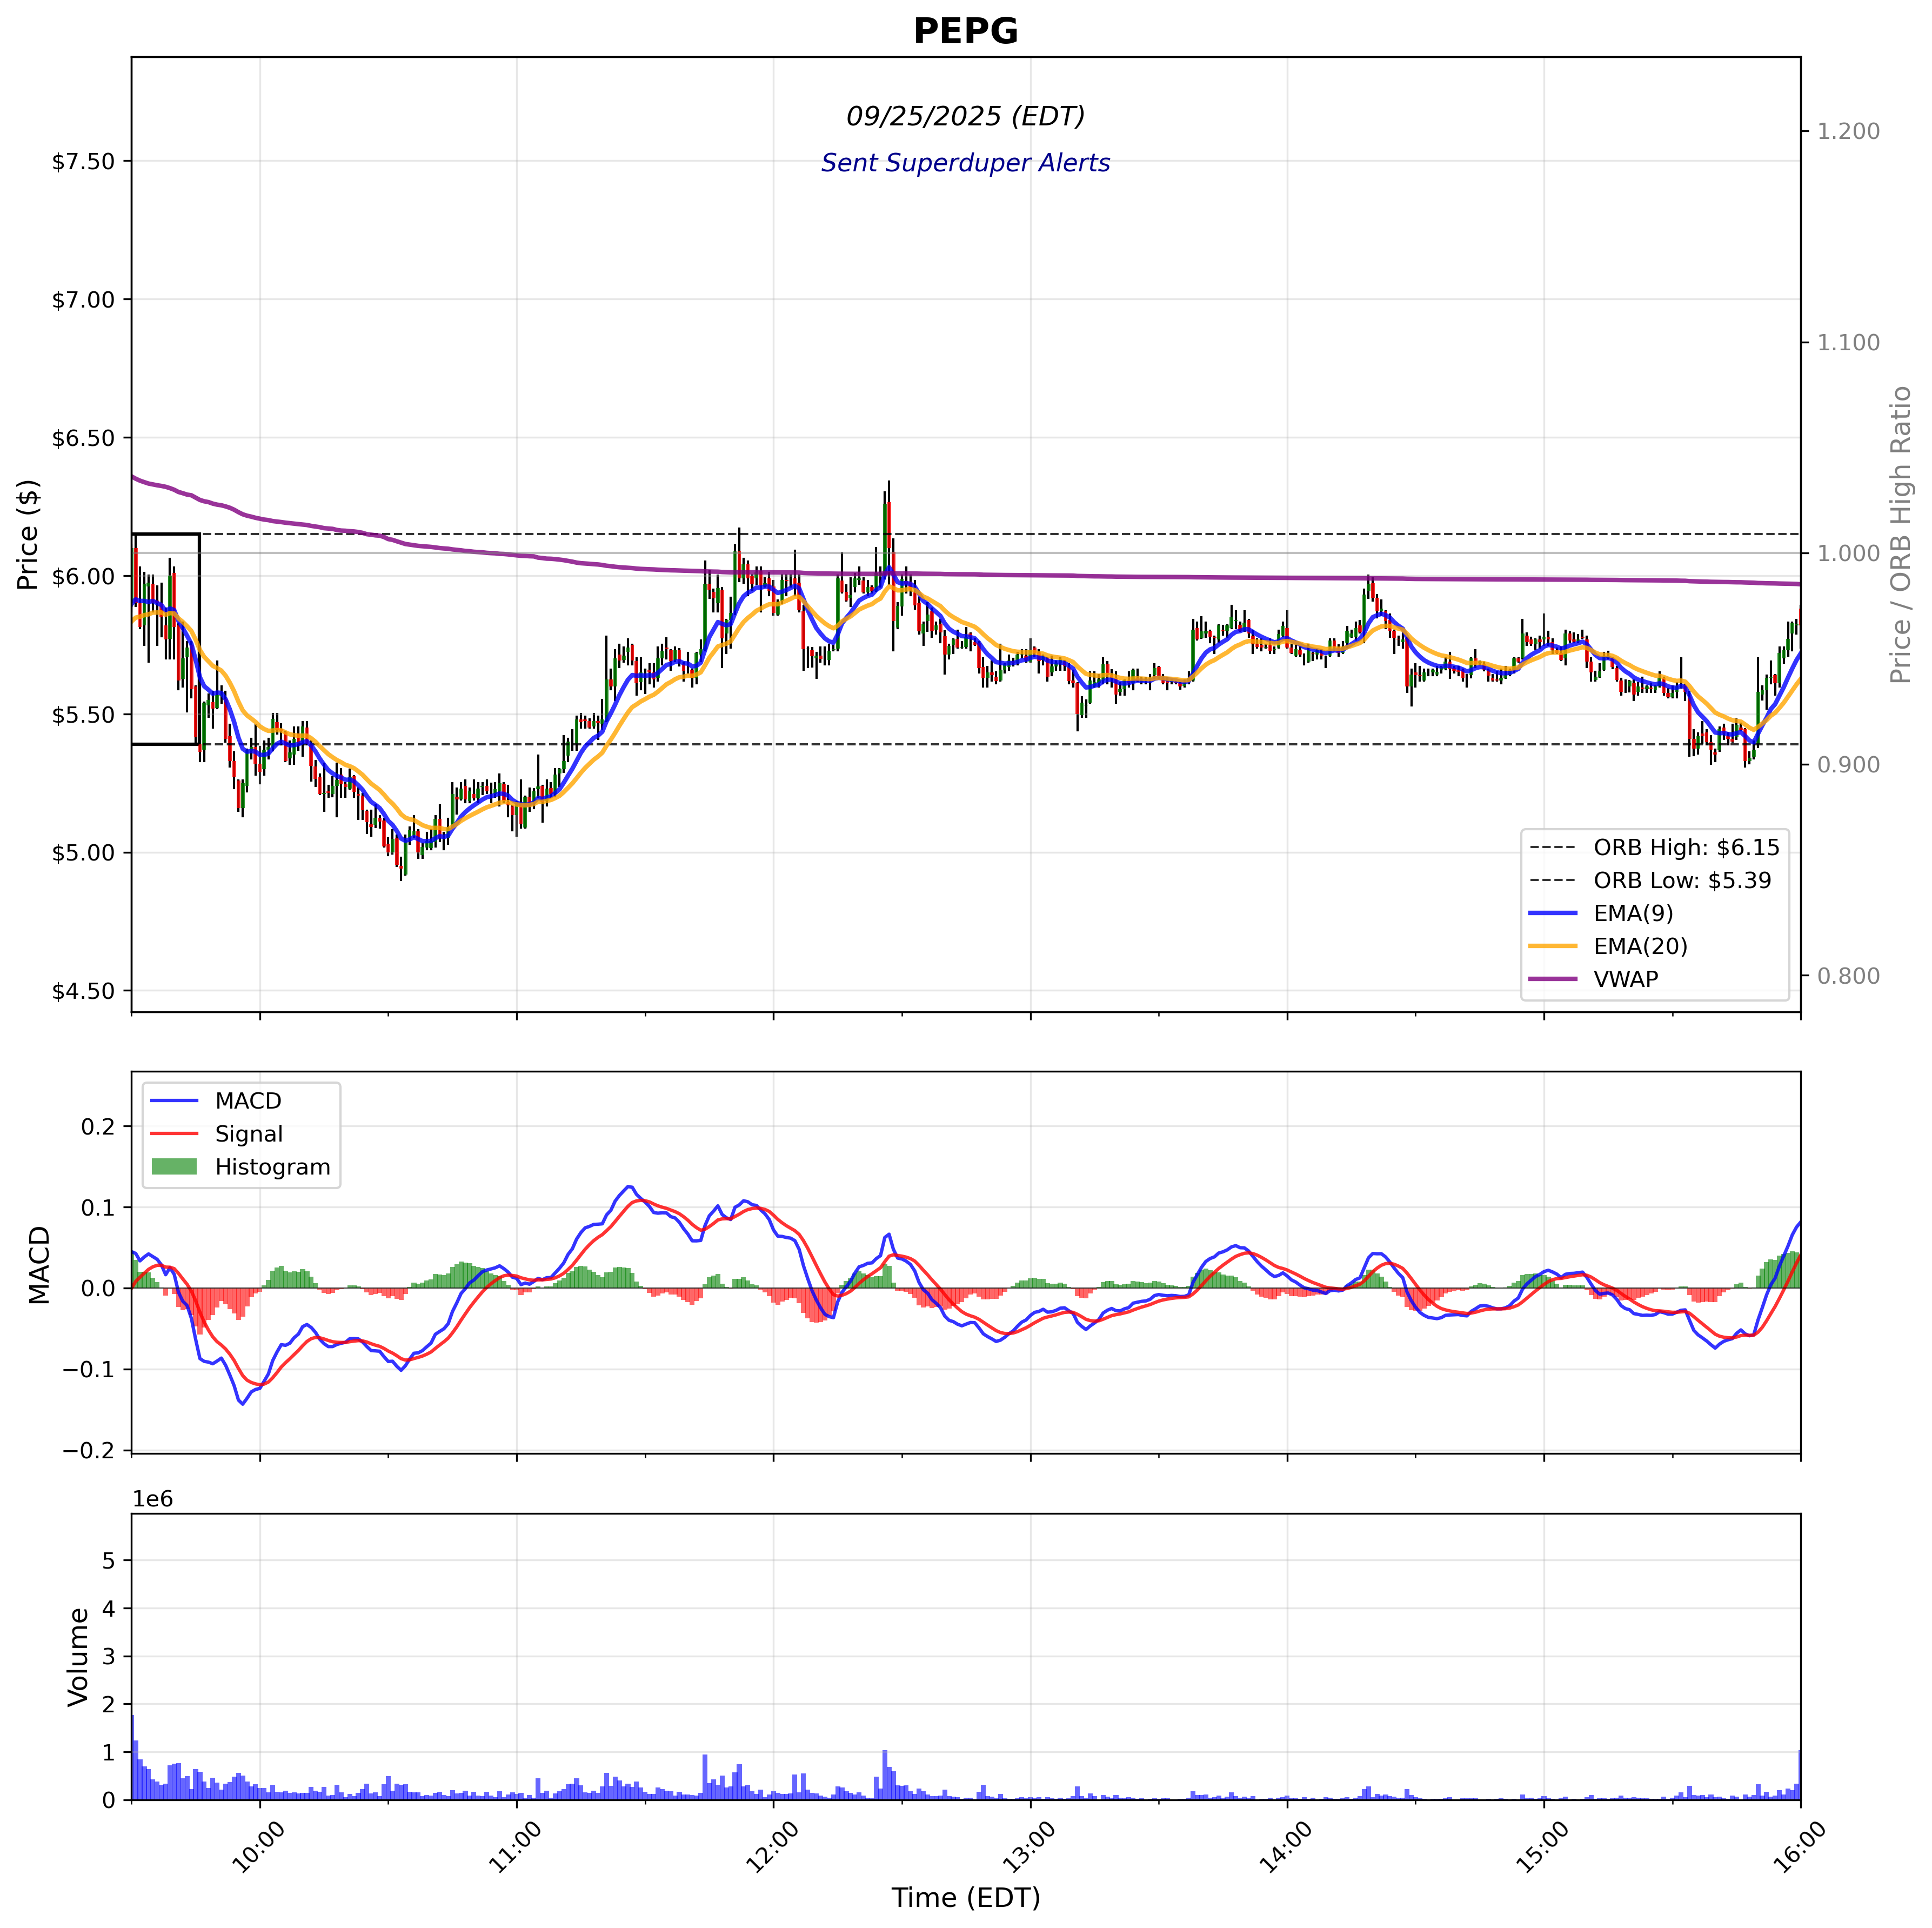 PEPG
09/25/2025 (EDT)
Sent Superduper Alerts
Price ($)
$7.50
$7.00
$6.50
$6.00
$5.50
$5.00
$4.50
Price / ORB High Ratio
1.200
1.100
1.000
0.900
0.800
ORB High: $6.15
ORB Low: $5.39
EMA(9)
EMA(20)
VWAP
MACD
0.2
0.1
0.0
−0.1
−0.2
MACD
Signal
Histogram
1e6
Volume
5
4
3
2
1
0
10:00
11:00
12:00
13:00
14:00
15:00
16:00
Time (EDT)